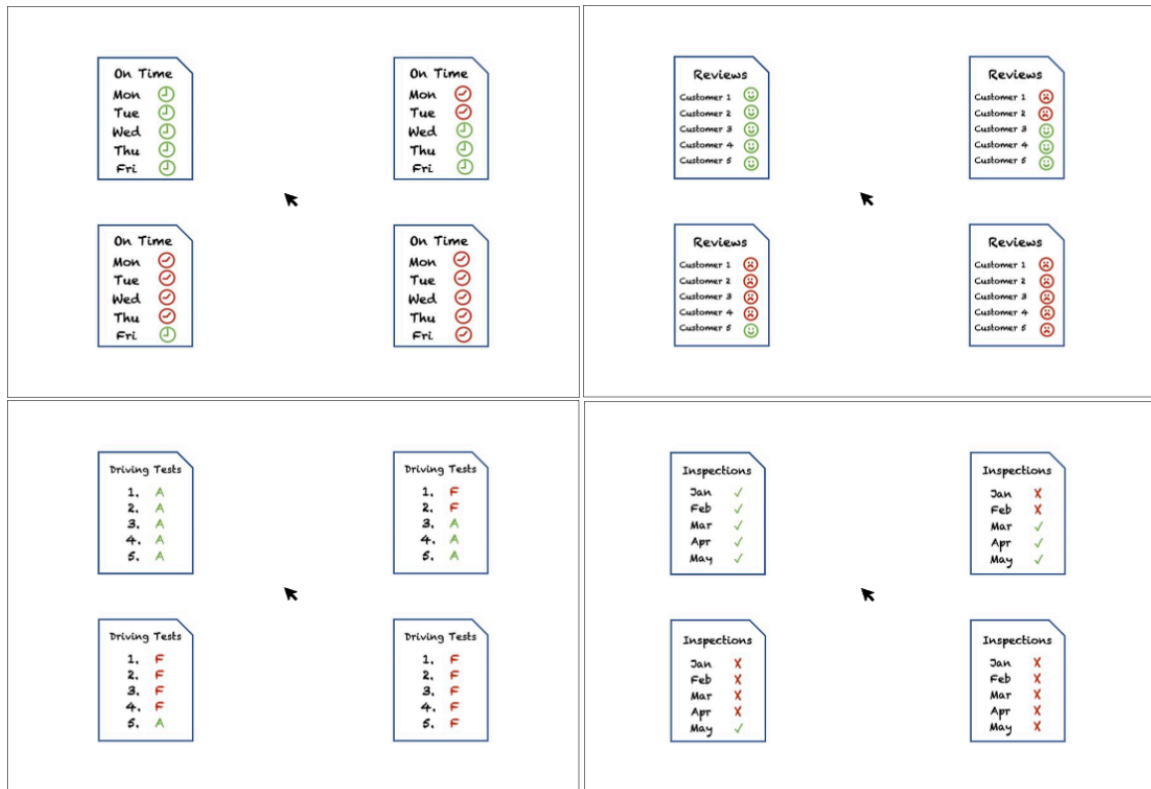 On Time
Mon
Tue
Wed
Thu
Fri
On Time
Mon
Tue
Wed
Thu
Fri
On Time
Mon
Tue
Wed
Thu
Fri
On Time
Mon
Tue
Wed
Thu
Fri
Reviews
Customer 1
Customer 2
Customer 3
Customer 4
Customer 5
Reviews
Customer 1
Customer 2
Customer 3
Customer 4
Customer 5
Reviews
Customer 1
Customer 2
Customer 3
Customer 4
Customer 5
Reviews
Customer 1
Customer 2
Customer 3
Customer 4
Customer 5
Driving Tests
1. A
2. A
3. A
4. A
5. A
Driving Tests
1. F
2. F
3. A
4. A
5. A
Driving Tests
1. F
2. F
3. F
4. F
5. A
Driving Tests
1. F
2. F
3. F
4. F
5. F
Inspections
Jan ✓
Feb ✓
Mar ✓
Apr ✓
May ✓
Inspections
Jan X
Feb X
Mar ✓
Apr ✓
May ✓
Inspections
Jan X
Feb X
Mar X
Apr X
May ✓
Inspections
Jan X
Feb X
Mar X
Apr X
May X